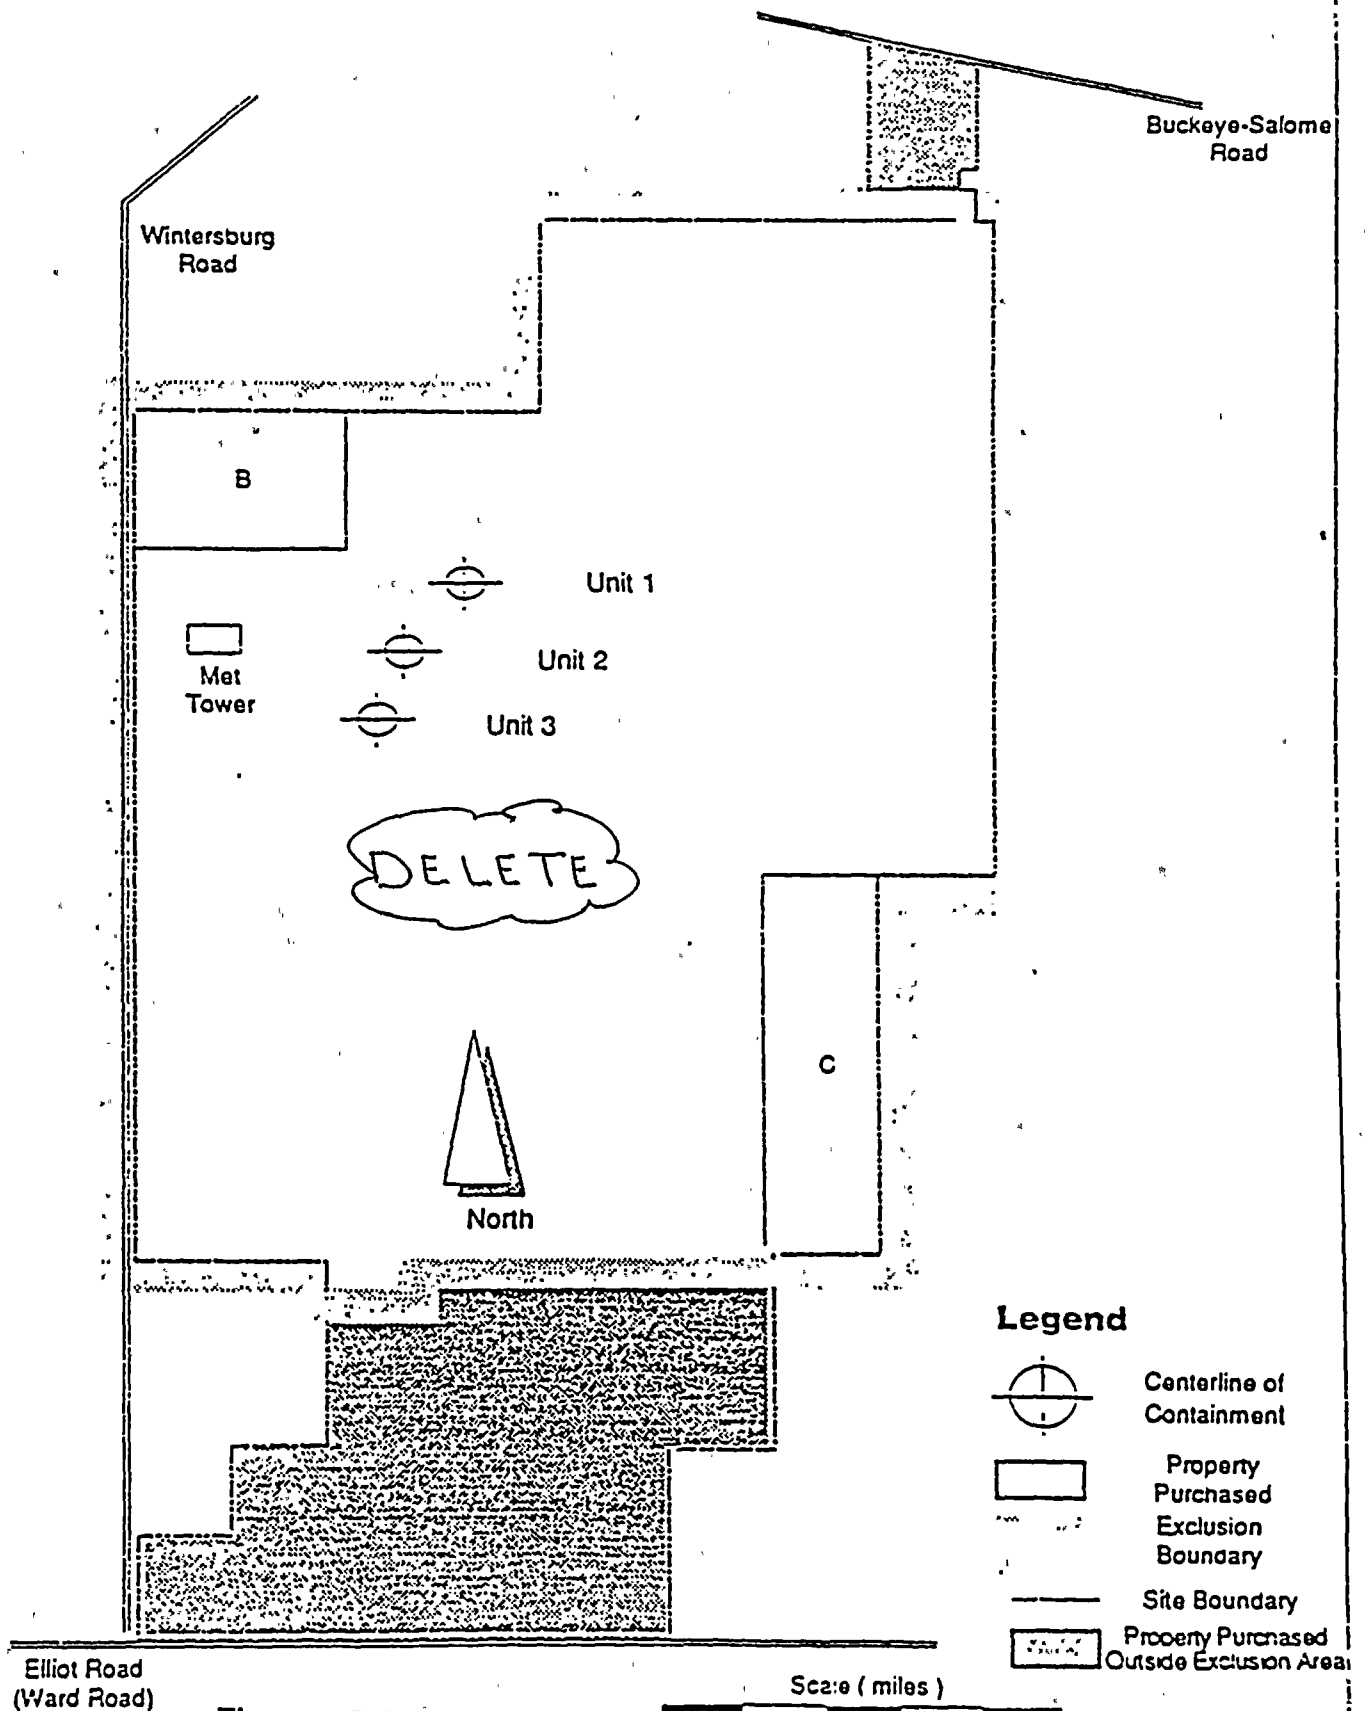 Buckeye-Salome
Road
Wintersburg
Road
B
Unit 1
Unit 2
Met
Tower
Unit 3
DELETE
C
North
Legend
Centerline of
Containment
Property
Purchased
Exclusion
Boundary
Site Boundary
Property Purchased
Outside Exclusion Area
Elliot Road
(Ward Road)
Scale ( miles )